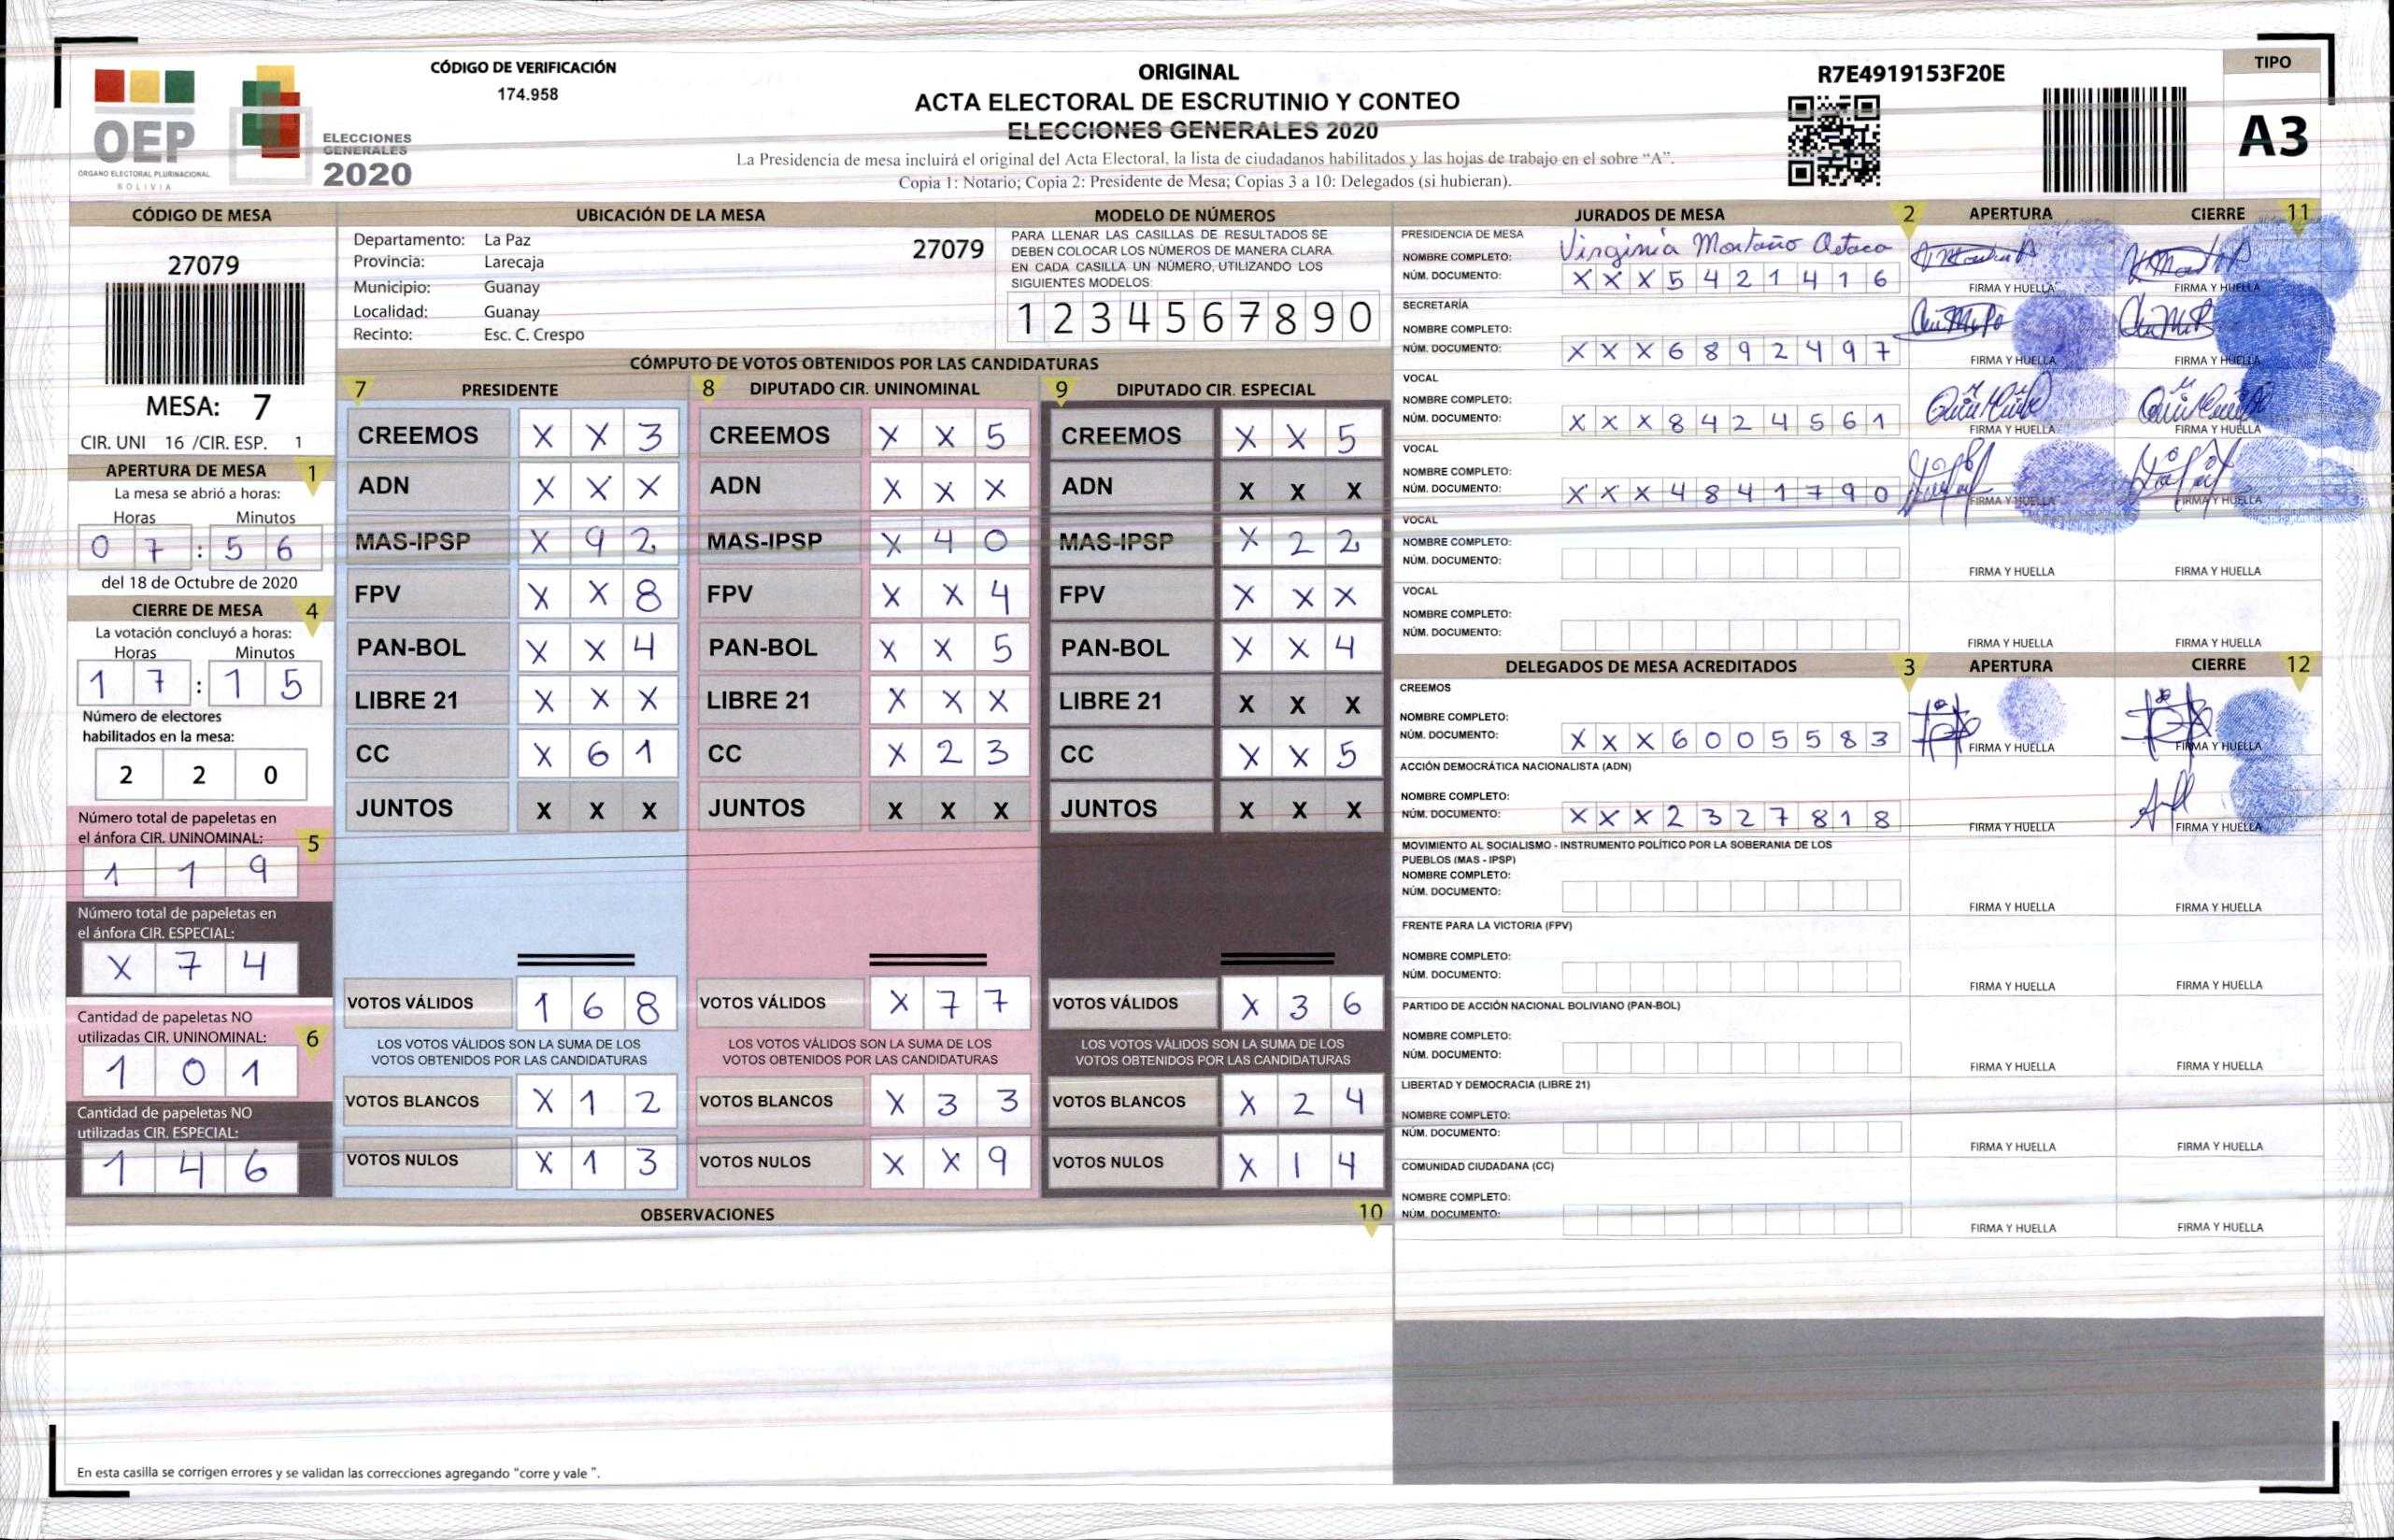 CÓDIGO DE VERIFICACIÓN
174.958
OEP
ÓRGANO ELECTORAL PLURINACIONAL
BOLIVIA
ELECCIONES
GENERALES
2020
ORIGINAL
ACTA ELECTORAL DE ESCRUTINIO Y CONTEO
ELECCIONES GENERALES 2020
La Presidencia de mesa incluirá el original del Acta Electoral, la lista de ciudadanos habilitados y las hojas de trabajo en el sobre "A".
Copia 1: Notario; Copia 2: Presidente de Mesa; Copias 3 a 10: Delegados (si hubieran).
R7E4919153F20E
TIPO
A3
CÓDIGO DE MESA
27079
MESA: 7
CIR. UNI 16 /CIR. ESP. 1
APERTURA DE MESA 1
La mesa se abrió a horas:
Horas Minutos
0 7 : 5 6
del 18 de Octubre de 2020
CIERRE DE MESA 4
La votación concluyó a horas:
Horas Minutos
1 7 : 1 5
Número de electores
habilitados en la mesa:
2 2 0
Número total de papeletas en
el ánfora CIR. UNINOMINAL: 5
1 1 9
Número total de papeletas en
el ánfora CIR. ESPECIAL:
X 7 4
Cantidad de papeletas NO
utilizadas CIR. UNINOMINAL: 6
1 0 1
Cantidad de papeletas NO
utilizadas CIR. ESPECIAL:
1 4 6
UBICACIÓN DE LA MESA
Departamento: La Paz 27079
Provincia: Larecaja
Municipio: Guanay
Localidad: Guanay
Recinto: Esc. C. Crespo
MODELO DE NÚMEROS
PARA LLENAR LAS CASILLAS DE RESULTADOS SE
DEBEN COLOCAR LOS NÚMEROS DE MANERA CLARA
EN CADA CASILLA UN NÚMERO, UTILIZANDO LOS
SIGUIENTES MODELOS:
1 2 3 4 5 6 7 8 9 0
CÓMPUTO DE VOTOS OBTENIDOS POR LAS CANDIDATURAS
7 PRESIDENTE 8 DIPUTADO CIR. UNINOMINAL 9 DIPUTADO CIR. ESPECIAL
CREEMOS X X 3 CREEMOS X X 5 CREEMOS X X 5
ADN X X X ADN X X X ADN X X X
MAS-IPSP X 9 2 MAS-IPSP X 4 0 MAS-IPSP X 2 2
FPV X X 8 FPV X X 4 FPV X X X
PAN-BOL X X 4 PAN-BOL X X 5 PAN-BOL X X 4
LIBRE 21 X X X LIBRE 21 X X X LIBRE 21 X X X
CC X 6 1 CC X 2 3 CC X X 5
JUNTOS X X X JUNTOS X X X JUNTOS X X X
VOTOS VÁLIDOS 1 6 8 VOTOS VÁLIDOS X 7 7 VOTOS VÁLIDOS X 3 6
LOS VOTOS VÁLIDOS SON LA SUMA DE LOS LOS VOTOS VÁLIDOS SON LA SUMA DE LOS LOS VOTOS VÁLIDOS SON LA SUMA DE LOS
VOTOS OBTENIDOS POR LAS CANDIDATURAS VOTOS OBTENIDOS POR LAS CANDIDATURAS VOTOS OBTENIDOS POR LAS CANDIDATURAS
VOTOS BLANCOS X 1 2 VOTOS BLANCOS X 3 3 VOTOS BLANCOS X 2 4
VOTOS NULOS X 1 3 VOTOS NULOS X X 9 VOTOS NULOS X 1 4
OBSERVACIONES 10
En esta casilla se corrigen errores y se validan las correcciones agregando "corre y vale ".
JURADOS DE MESA 2 APERTURA CIERRE 11
PRESIDENCIA DE MESA
NOMBRE COMPLETO: Virginia Montaño
NÚM. DOCUMENTO: X X X 5 4 2 1 4 1 6 FIRMA Y HUELLA FIRMA Y HUELLA
SECRETARÍA
NOMBRE COMPLETO:
NÚM. DOCUMENTO: X X X 6 8 9 2 4 9 7 FIRMA Y HUELLA FIRMA Y HUELLA
VOCAL
NOMBRE COMPLETO:
NÚM. DOCUMENTO: X X X 8 4 2 4 5 6 1 FIRMA Y HUELLA FIRMA Y HUELLA
VOCAL
NOMBRE COMPLETO:
NÚM. DOCUMENTO: X X X 4 8 4 1 7 9 0 FIRMA Y HUELLA FIRMA Y HUELLA
VOCAL
NOMBRE COMPLETO:
NÚM. DOCUMENTO: FIRMA Y HUELLA FIRMA Y HUELLA
VOCAL
NOMBRE COMPLETO:
NÚM. DOCUMENTO: FIRMA Y HUELLA FIRMA Y HUELLA
DELEGADOS DE MESA ACREDITADOS 3 APERTURA CIERRE 12
CREEMOS
NOMBRE COMPLETO:
NÚM. DOCUMENTO: X X X 6 0 0 5 5 8 3 FIRMA Y HUELLA FIRMA Y HUELLA
ACCIÓN DEMOCRÁTICA NACIONALISTA (ADN)
NOMBRE COMPLETO:
NÚM. DOCUMENTO: X X X 2 3 2 7 8 1 8 FIRMA Y HUELLA FIRMA Y HUELLA
MOVIMIENTO AL SOCIALISMO - INSTRUMENTO POLÍTICO POR LA SOBERANIA DE LOS
PUEBLOS (MAS - IPSP)
NOMBRE COMPLETO:
NÚM. DOCUMENTO: FIRMA Y HUELLA FIRMA Y HUELLA
FRENTE PARA LA VICTORIA (FPV)
NOMBRE COMPLETO:
NÚM. DOCUMENTO: FIRMA Y HUELLA FIRMA Y HUELLA
PARTIDO DE ACCIÓN NACIONAL BOLIVIANO (PAN-BOL)
NOMBRE COMPLETO:
NÚM. DOCUMENTO: FIRMA Y HUELLA FIRMA Y HUELLA
LIBERTAD Y DEMOCRACIA (LIBRE 21)
NOMBRE COMPLETO:
NÚM. DOCUMENTO: FIRMA Y HUELLA FIRMA Y HUELLA
COMUNIDAD CIUDADANA (CC)
NOMBRE COMPLETO:
NÚM. DOCUMENTO: FIRMA Y HUELLA FIRMA Y HUELLA